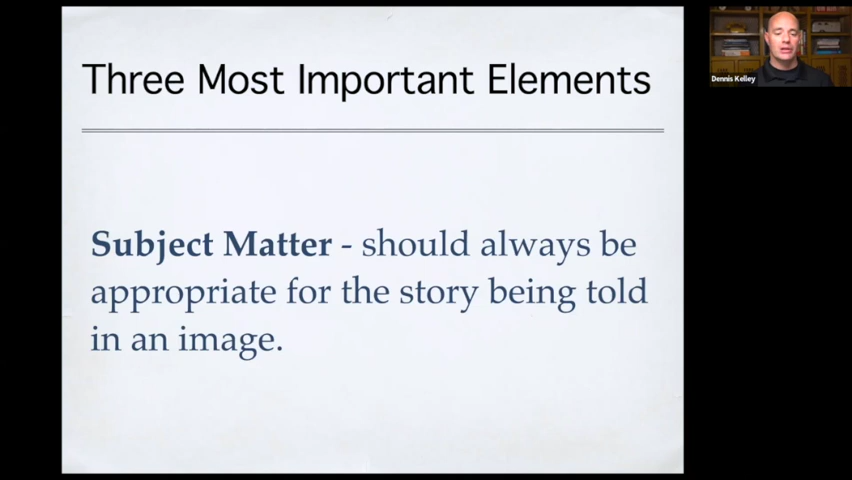 Three Most Important Elements
Subject Matter - should always be
appropriate for the story being told
in an image.
Dennis Kelley